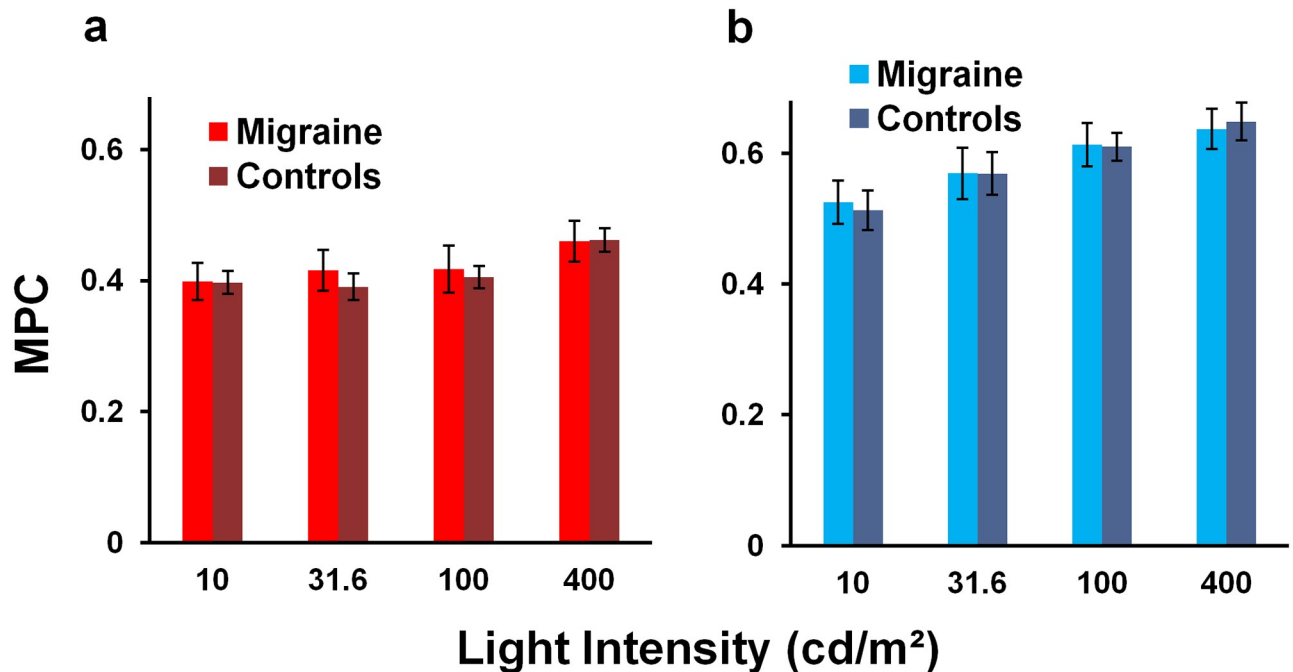 a
Migraine
Controls
0.6
0.4
0.2
0
10 31.6 100 400
b
Migraine
Controls
0.6
0.4
0.2
0
10 31.6 100 400
MPC
Light Intensity (cd/m²)